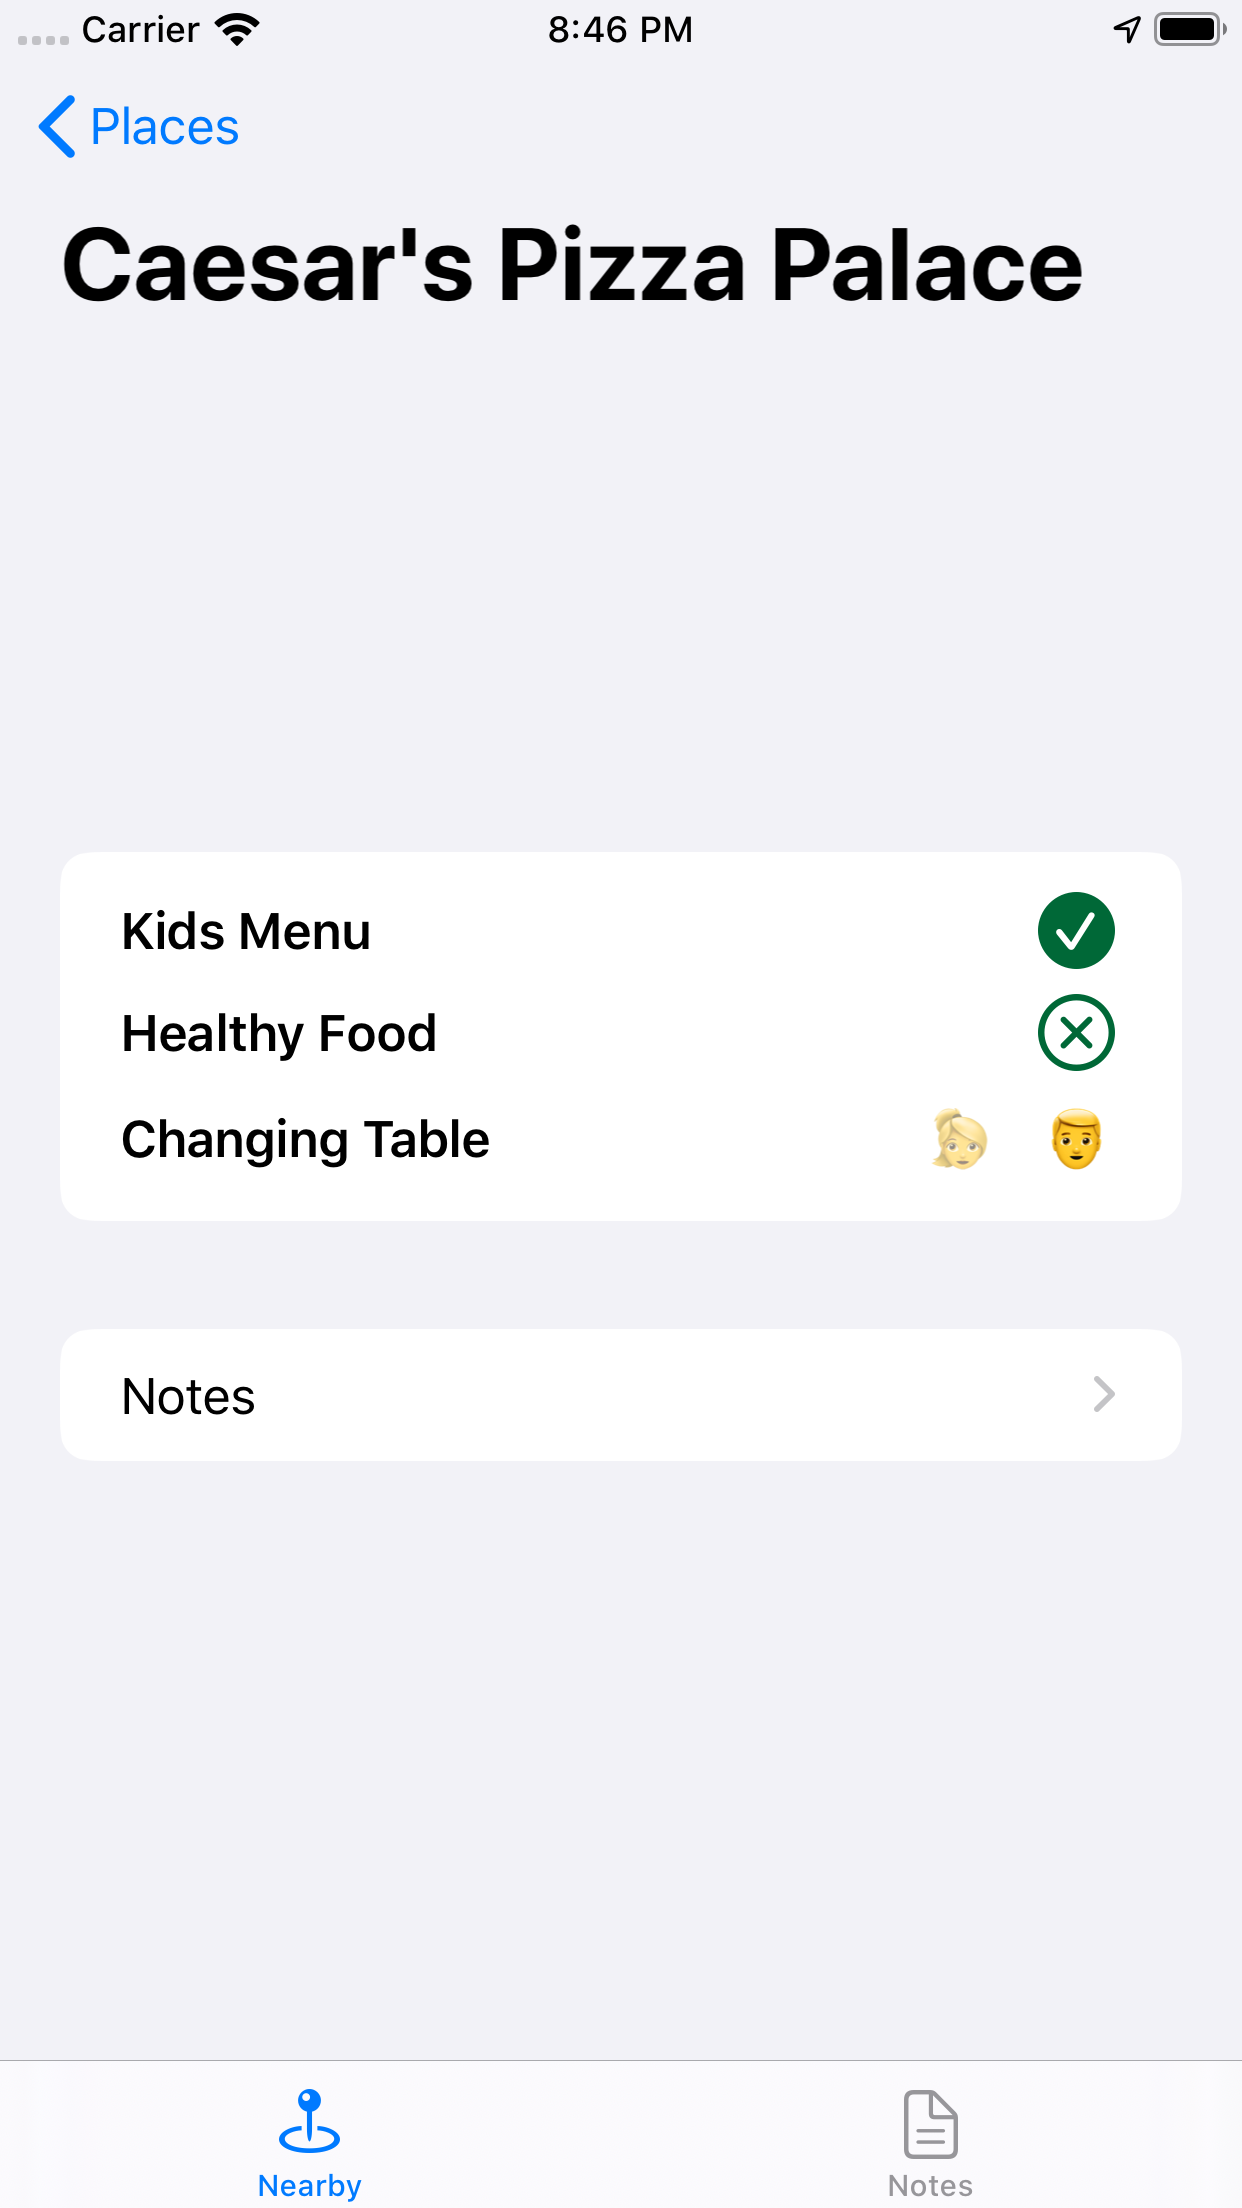 Carrier 8:46 PM
Places
Caesar's Pizza Palace
Kids Menu
Healthy Food
Changing Table
Notes
Nearby Notes